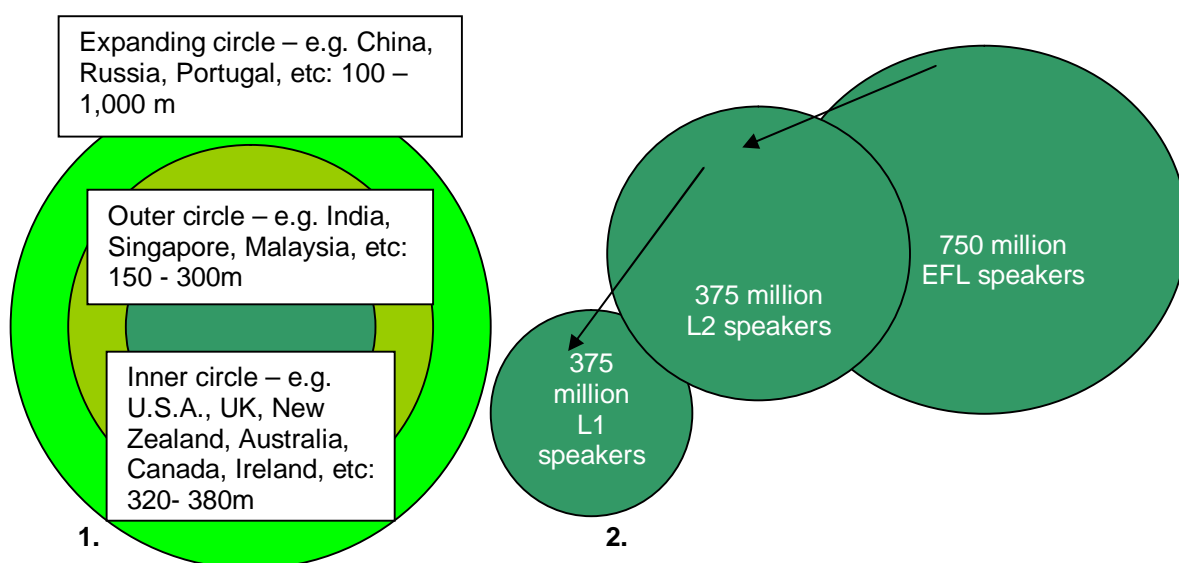 Expanding circle – e.g. China,
Russia, Portugal, etc: 100 –
1,000 m
Outer circle – e.g. India,
Singapore, Malaysia, etc:
150 - 300m
Inner circle – e.g.
U.S.A., UK, New
Zealand, Australia,
Canada, Ireland, etc:
320- 380m
1.
750 million
EFL speakers
375 million
L2 speakers
375
million
L1
speakers
2.